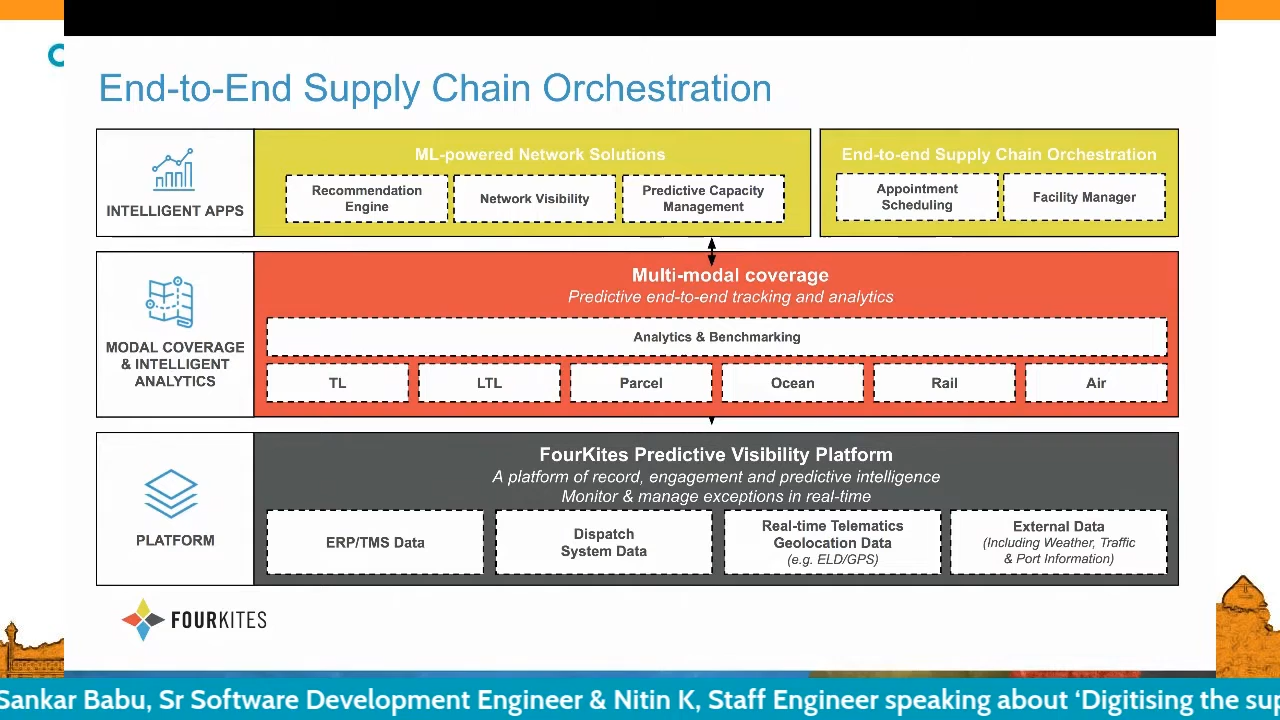 End-to-End Supply Chain Orchestration
INTELLIGENT APPS
ML-powered Network Solutions
Recommendation
Engine
Network Visibility
Predictive Capacity
Management
End-to-end Supply Chain Orchestration
Appointment
Scheduling
Facility Manager
MODAL COVERAGE
& INTELLIGENT
ANALYTICS
Multi-modal coverage
Predictive end-to-end tracking and analytics
Analytics & Benchmarking
TL
LTL
Parcel
Ocean
Rail
Air
PLATFORM
FourKites Predictive Visibility Platform
A platform of record, engagement and predictive intelligence
Monitor & manage exceptions in real-time
ERP/TMS Data
Dispatch
System Data
Real-time Telematics
Geolocation Data
(e.g. ELD/GPS)
External Data
(Including Weather, Traffic
& Port Information)
FOURKITES
Sankar Babu, Sr Software Development Engineer & Nitin K, Staff Engineer speaking about ‘Digitising the sup